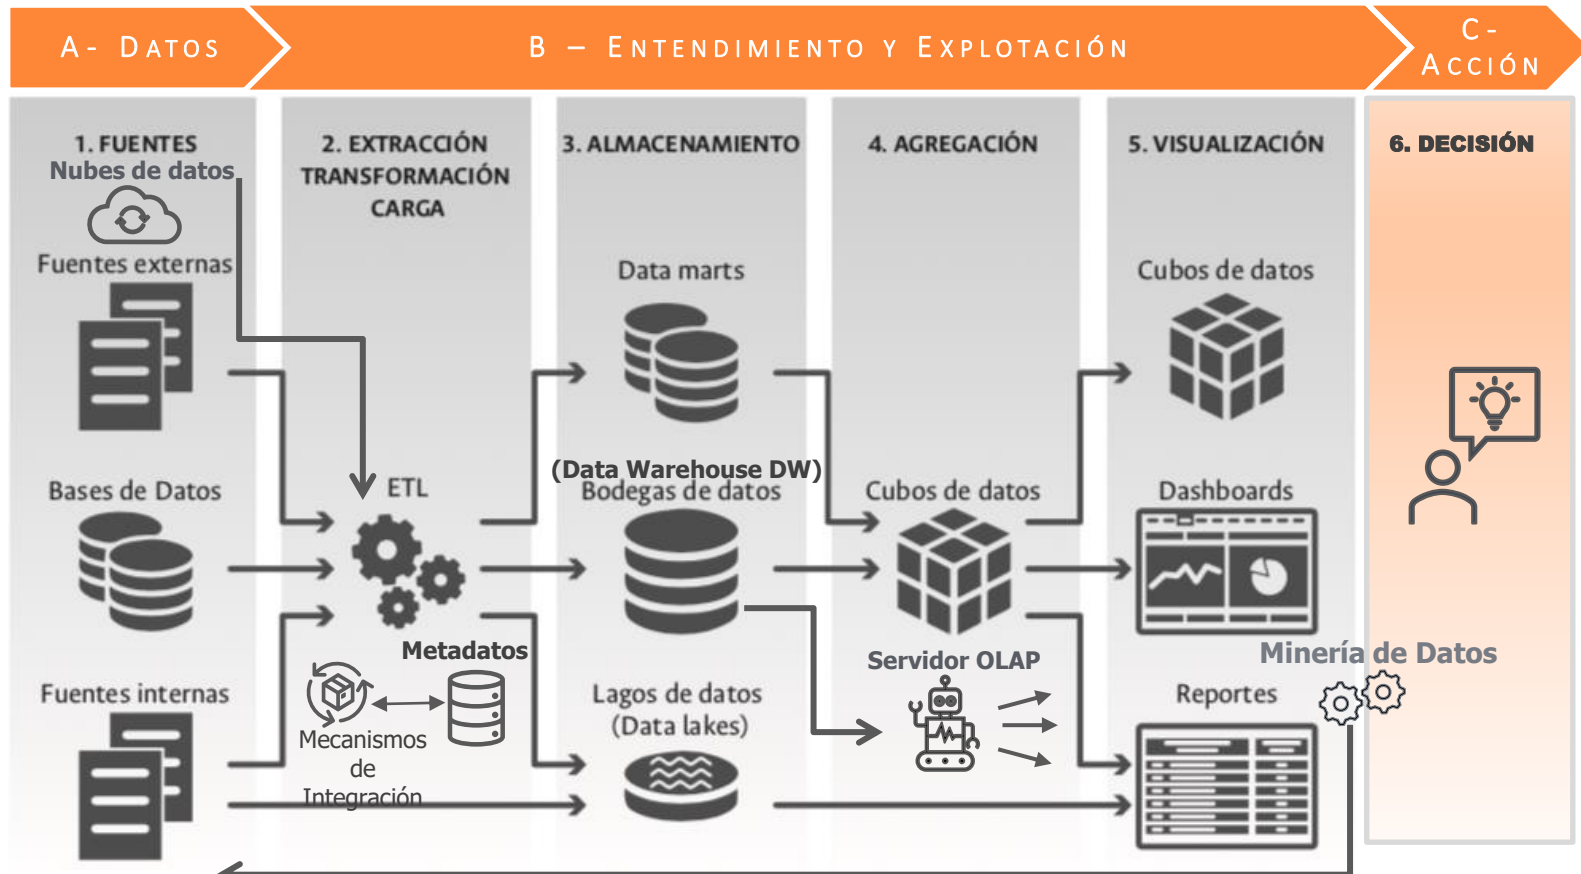 A- DATOS
B – ENTENDIMIENTO Y EXPLOTACIÓN
C-
ACCIÓN
1. FUENTES
Nubes de datos
Fuentes externas
Bases de Datos
Fuentes internas
2. EXTRACCIÓN
TRANSFORMACIÓN
CARGA
ETL
Metadatos
Mecanismos
de
Integración
3. ALMACENAMIENTO
Data marts
(Data Warehouse DW)
Bodegas de datos
Lagos de datos
(Data lakes)
4. AGREGACIÓN
Cubos de datos
Servidor OLAP
5. VISUALIZACIÓN
Cubos de datos
Dashboards
Minería de Datos
Reportes
6. DECISIÓN